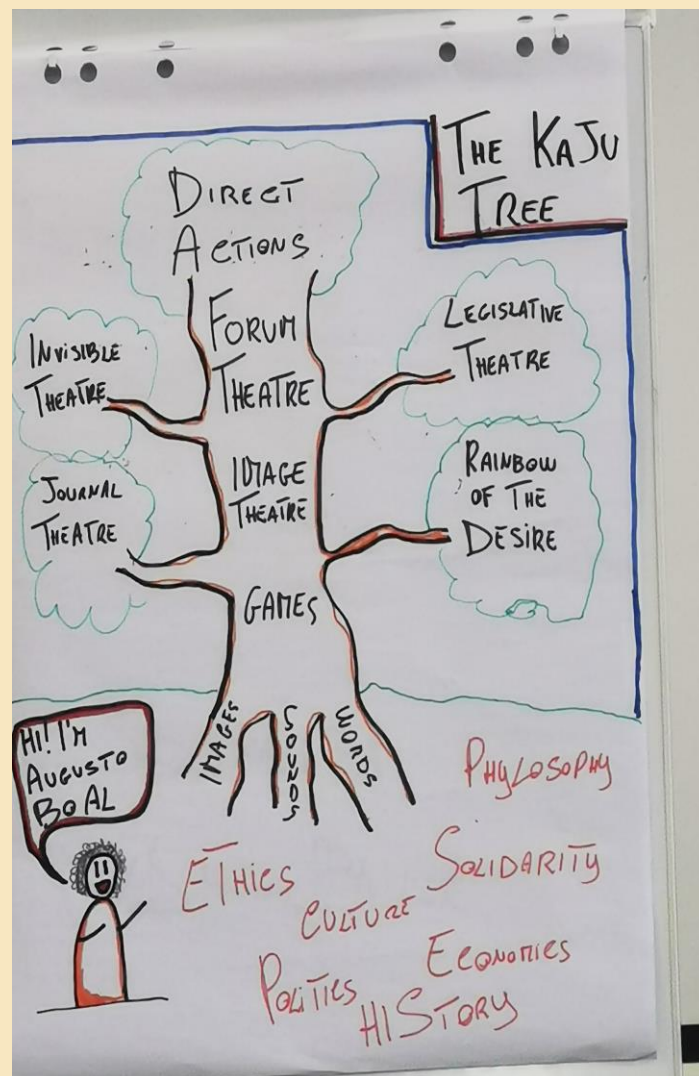 THE KAJU
TREE
DIRECT
ACTIONS
FORUM
THEATRE
INVISIBLE
THEATRE
LEGISLATIVE
THEATRE
IMAGE
THEATRE
JOURNAL
THEATRE
RAINBOW
OF THE
DESIRE
GAMES
IMAGES
SOUNDS
WORDS
HI! I'M
AUGUSTO
BOAL
PHYLOSOPHY
ETHICS
SOLIDARITY
CULTURE
ECONOMICS
POLITICS
HISTORY